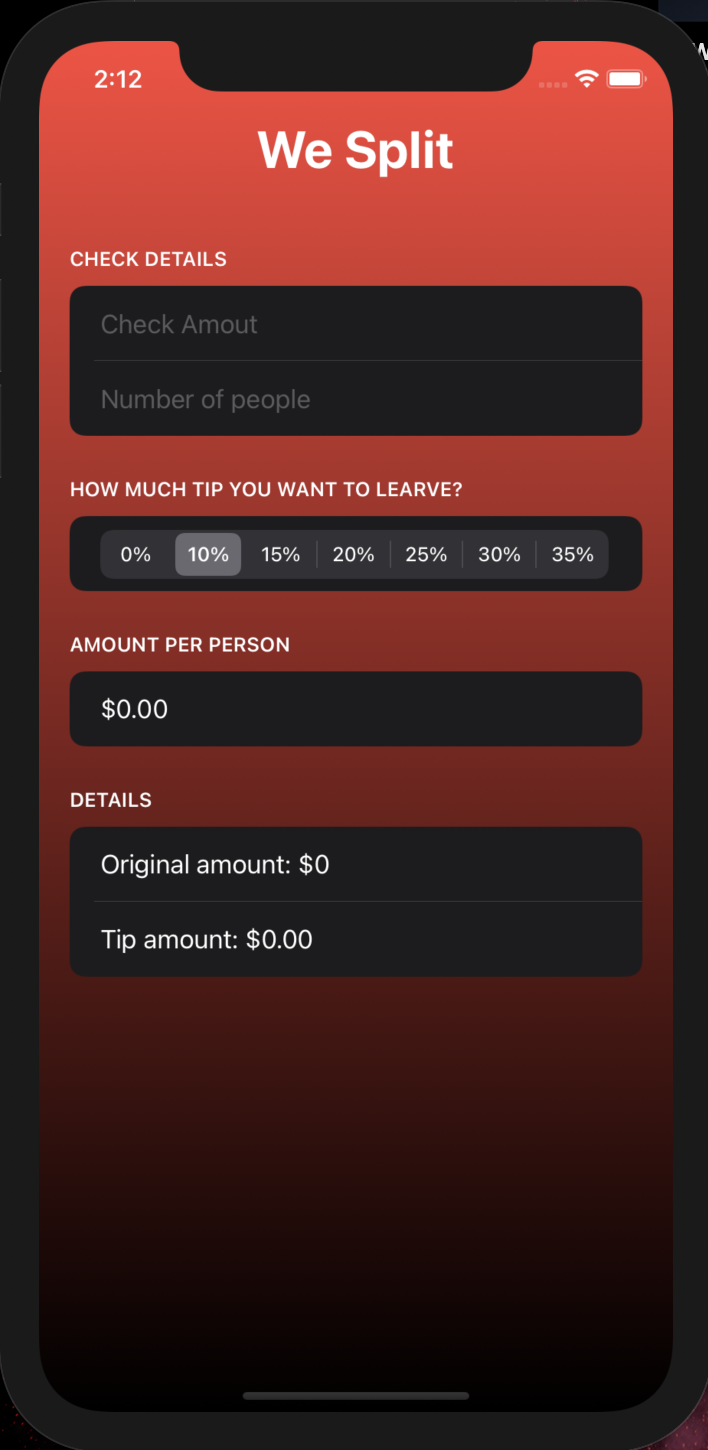 2:12
We Split
CHECK DETAILS
Check Amout
Number of people
HOW MUCH TIP YOU WANT TO LEARVE?
0% 10% 15% 20% 25% 30% 35%
AMOUNT PER PERSON
$0.00
DETAILS
Original amount: $0
Tip amount: $0.00